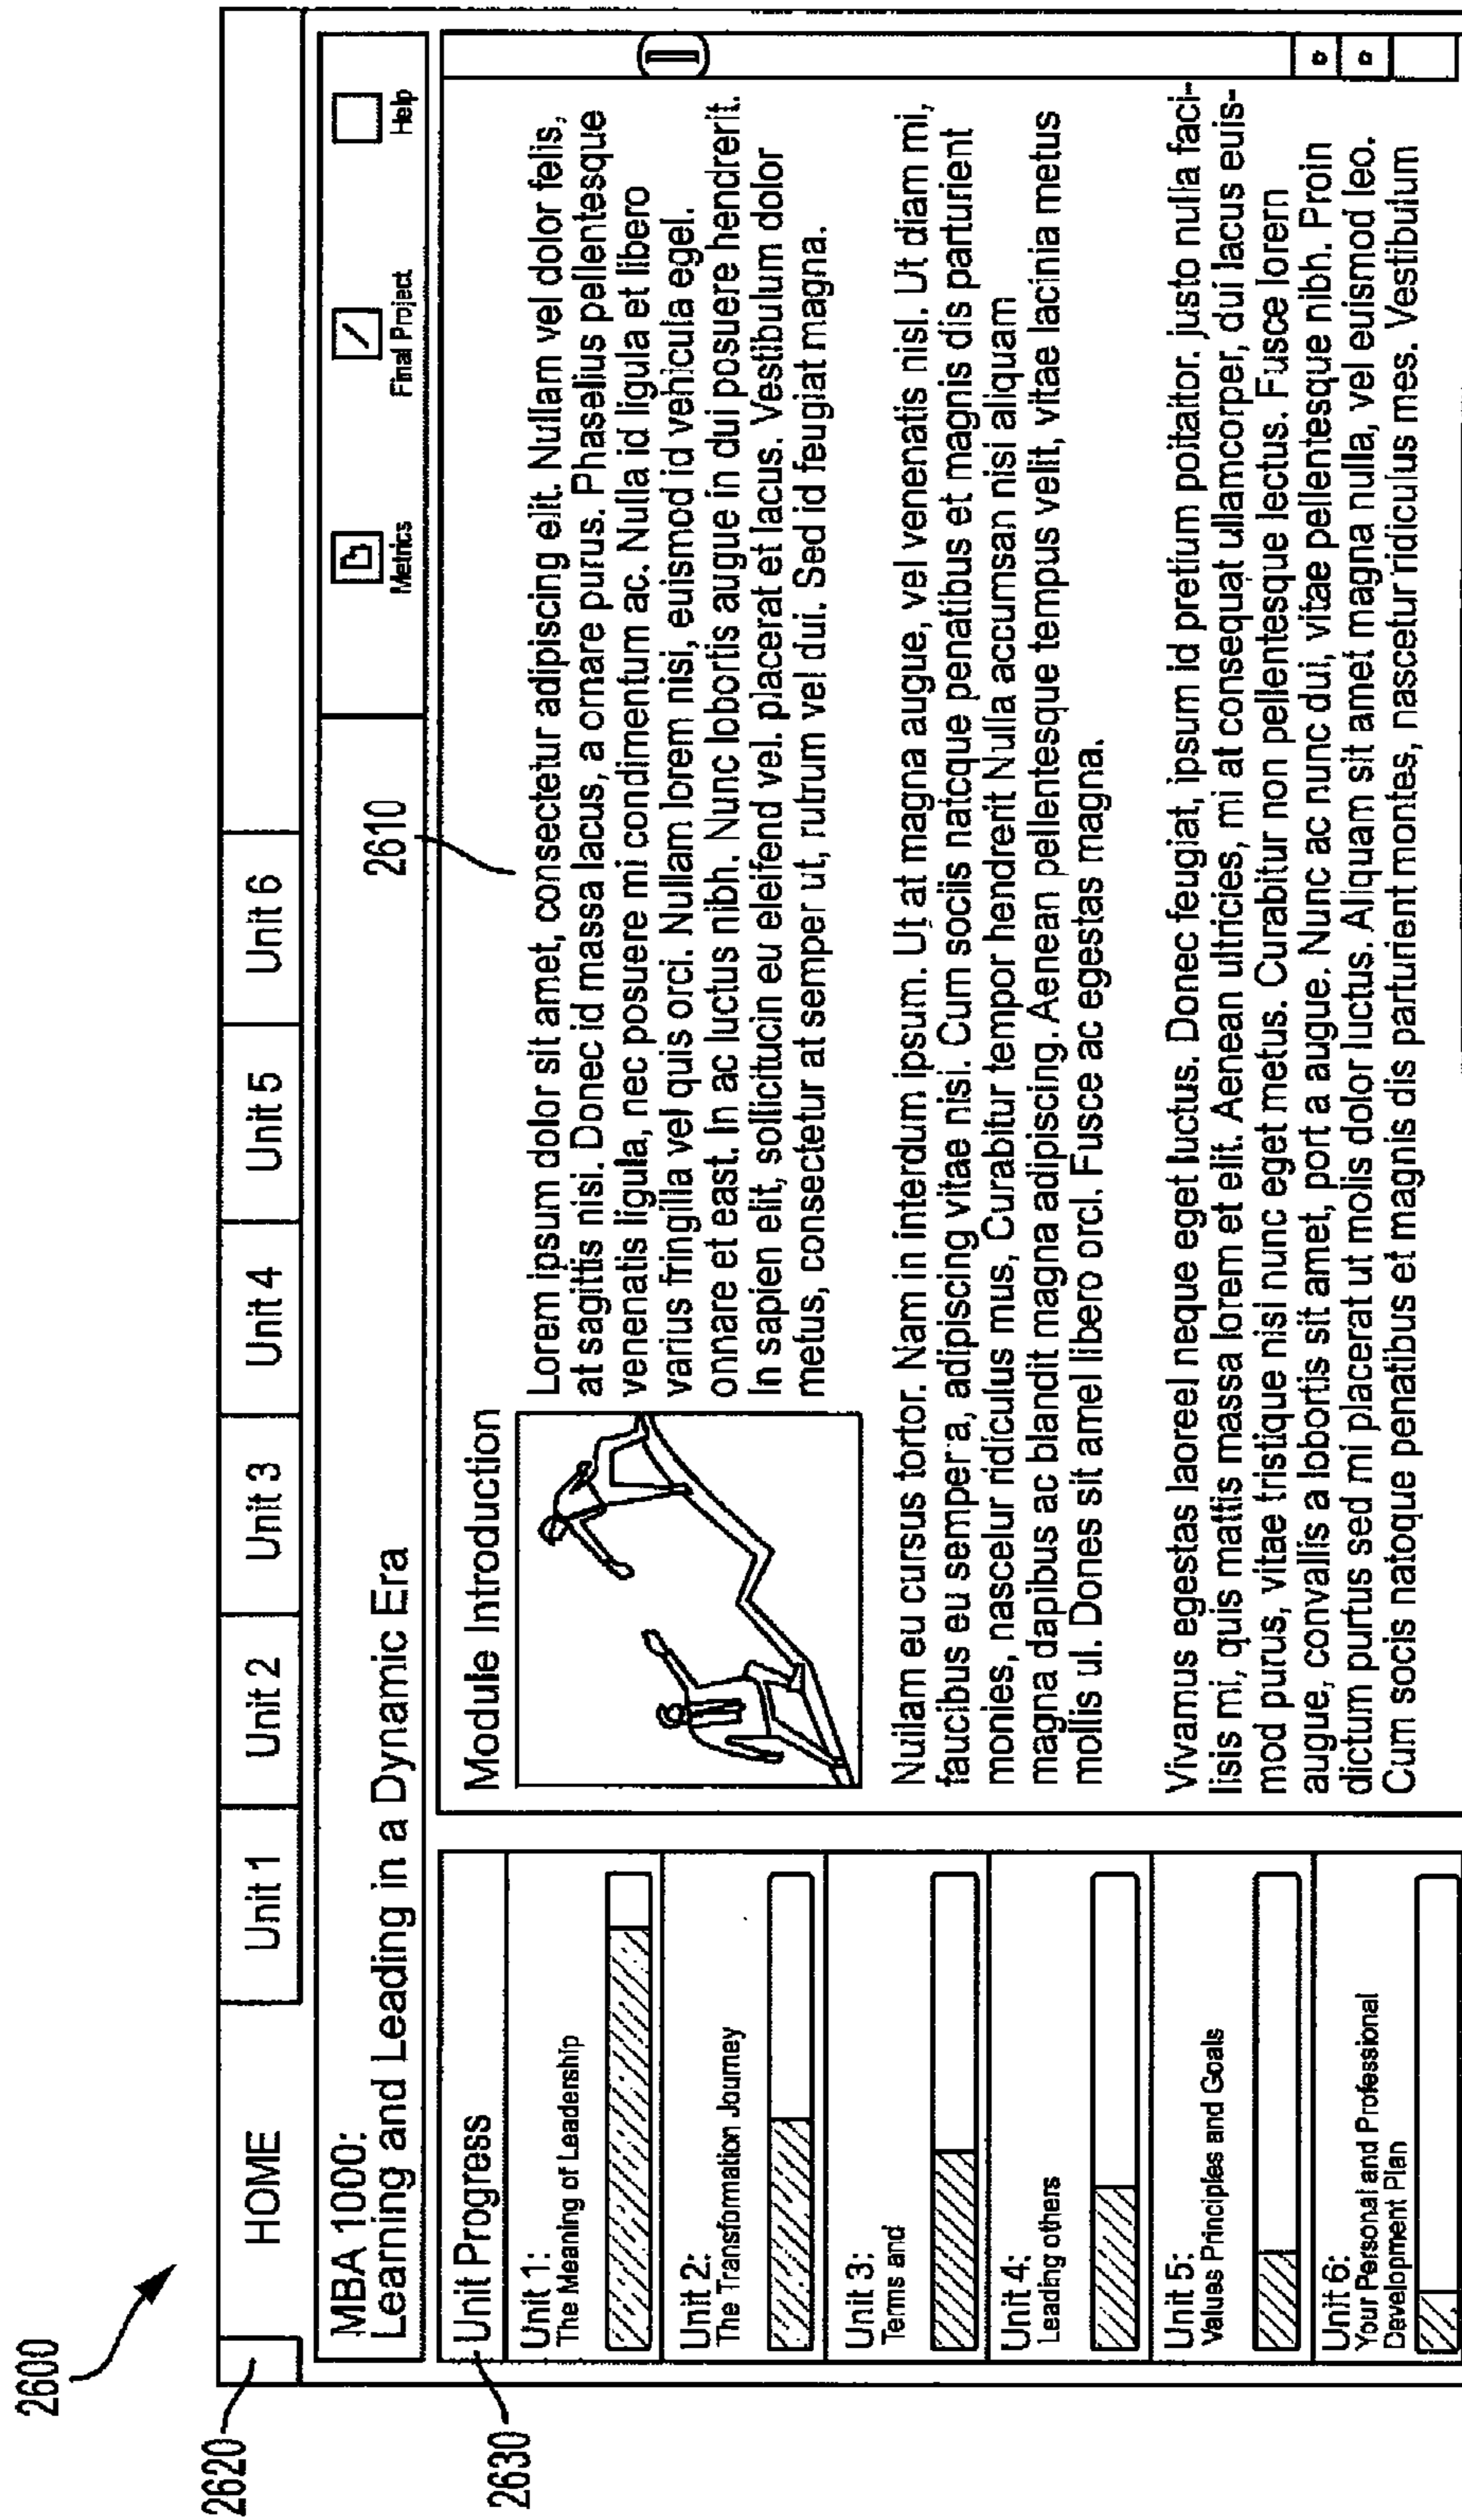 2600
2620
HOME
Unit 1
Unit 2
Unit 3
Unit 4
Unit 5
Unit 6
MBA 1000:
Learning and Leading in a Dynamic Era
2610
Metrics
Final Project
Help
2630
Unit Progress
Unit 1:
The Meaning of Leadership
Unit 2:
The Transformation Journey
Unit 3:
Terms and
Unit 4:
Leading others
Unit 5:
Values Principles and Goals
Unit 6:
Your Personal and Professional
Development Plan
Module Introduction
Lorem ipsum dolor sit amet, consectetur adipiscing elit. Nullam vel dolor felis,
at sagittis nisi. Donec id massa lacus, a ornare purus. Phasellus pellentesque
venenatis ligula, nec posuere mi condimentum ac. Nulla id ligula et libero
varius fringilla vel quis orci. Nullam lorem nisi, euismod id vehicula egel.
onnare et east. In ac luctus nibh. Nunc lobortis augue in dui posuere hendrerit.
In sapien elit, sollicitucin eu eleifend vel. placerat et lacus. Vestibulum dolor
metus, consectetur at semper ut, rutrum vel dui. Sed id feugiat magna.
Nuilam eu cursus tortor. Nam in interdum ipsum. Ut at magna augue, vel venenatis nisl. Ut diam mi,
faucibus eu semper a, adipiscing vitae nisi. Cum sociis natcque penatibus et magnis dis parturient
monies, nascelur ridiculus mus, Curabitur tempor hendrerit Nulla accumsan nisi aliquam
magna dapibus ac blandit magna adipiscing. Aenean pellentesque tempus velit, vitae lacinia metus
mollis ul. Dones sit amel libero orcl. Fusce ac egestas magna.
Vivamus egestas laoreel neque eget luctus. Donec feugiat, ipsum id pretium poitaitor. justo nulla faci-
lisis mi, quis mattis massa lorem et elit. Aenean ultricies, mi at consequat ullamcorper, dui lacus euis-
mod purus, vitae tristique nisi nunc eget metus. Curabitur non pellentesque lectus. Fusce lorem
augue, convallis a lobortis sit amet, port a augue. Nunc ac nunc dui, vitae pellentesque nibh. Proin
dictum purtus sed mi placerat ut molis dolor luctus. Aliquam sit amet magna nulla, vel euismod leo.
Cum socis natoque penatibus et magnis dis parturient montes, nascetur ridiculus mes. Vestibulum